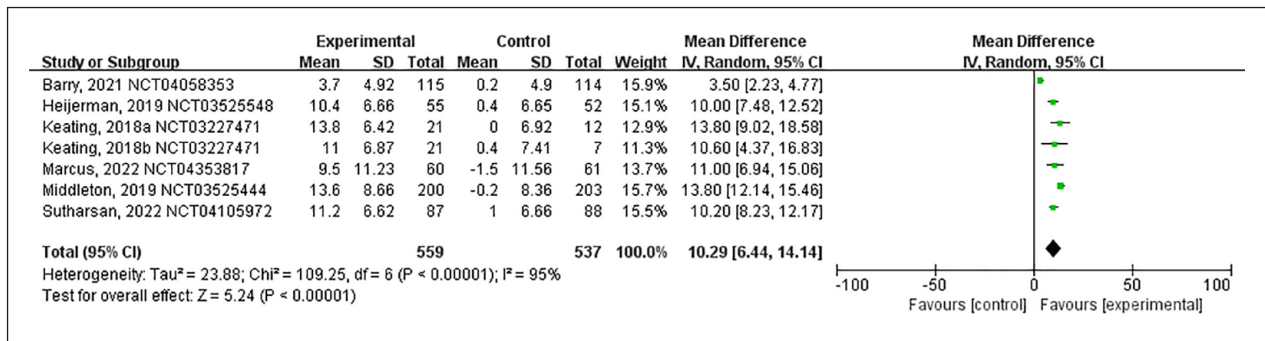 Experimental Control Mean Difference Mean Difference
Study or Subgroup Mean SD Total Mean SD Total Weight IV, Random, 95% CI IV, Random, 95% CI
Barry, 2021 NCT04058353 3.7 4.92 115 0.2 4.9 114 15.9% 3.50 [2.23, 4.77]
Heijerman, 2019 NCT03525548 10.4 6.66 55 0.4 6.65 52 15.1% 10.00 [7.48, 12.52]
Keating, 2018a NCT03227471 13.8 6.42 21 0 6.92 12 12.9% 13.80 [9.02, 18.58]
Keating, 2018b NCT03227471 11 6.87 21 0.4 7.41 7 11.3% 10.60 [4.37, 16.83]
Marcus, 2022 NCT04353817 9.5 11.23 60 -1.5 11.56 61 13.7% 11.00 [6.94, 15.06]
Middleton, 2019 NCT03525444 13.6 8.66 200 -0.2 8.36 203 15.7% 13.80 [12.14, 15.46]
Sutharsan, 2022 NCT04105972 11.2 6.62 87 1 6.66 88 15.5% 10.20 [8.23, 12.17]
Total (95% CI) 559 537 100.0% 10.29 [6.44, 14.14]
Heterogeneity: Tau² = 23.88; Chi² = 109.25, df = 6 (P < 0.00001); I² = 95%
Test for overall effect: Z = 5.24 (P < 0.00001)
-100 -50 0 50 100
Favours [control] Favours [experimental]